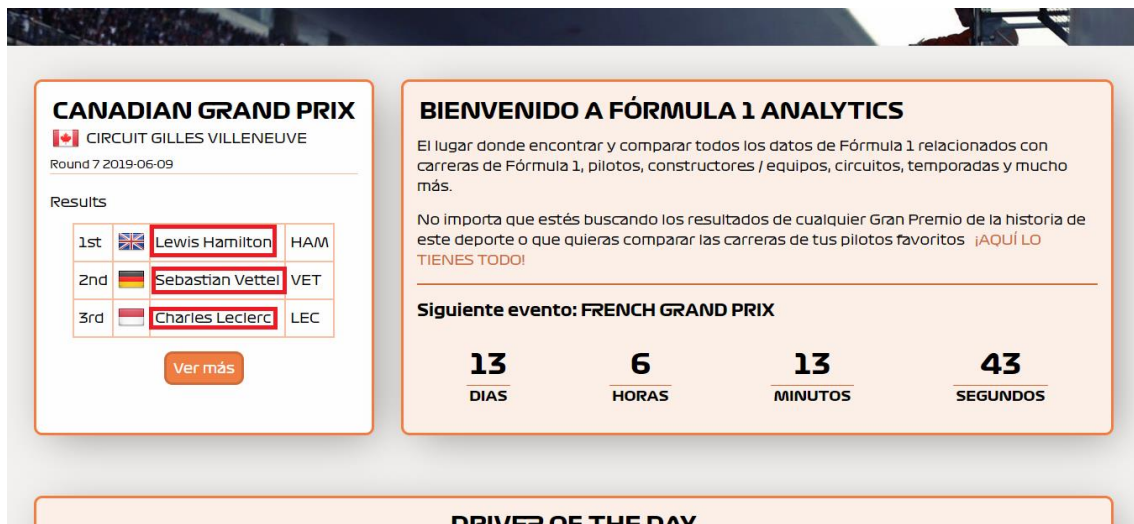 CANADIAN GRAND PRIX
CIRCUIT GILLES VILLENEUVE
Round 7 2019-06-09
Results
1st Lewis Hamilton HAM
2nd Sebastian Vettel VET
3rd Charles Leclerc LEC
Ver más
BIENVENIDO A FÓRMULA 1 ANALYTICS
El lugar donde encontrar y comparar todos los datos de Fórmula 1 relacionados con
carreras de Fórmula 1, pilotos, constructores / equipos, circuitos, temporadas y mucho
más.
No importa que estés buscando los resultados de cualquier Gran Premio de la historia de
este deporte o que quieras comparar las carreras de tus pilotos favoritos ¡AQUÍ LO
TIENES TODO!
Siguiente evento: FRENCH GRAND PRIX
13 6 13 43
DIAS HORAS MINUTOS SEGUNDOS
DRIVER OF THE DAY